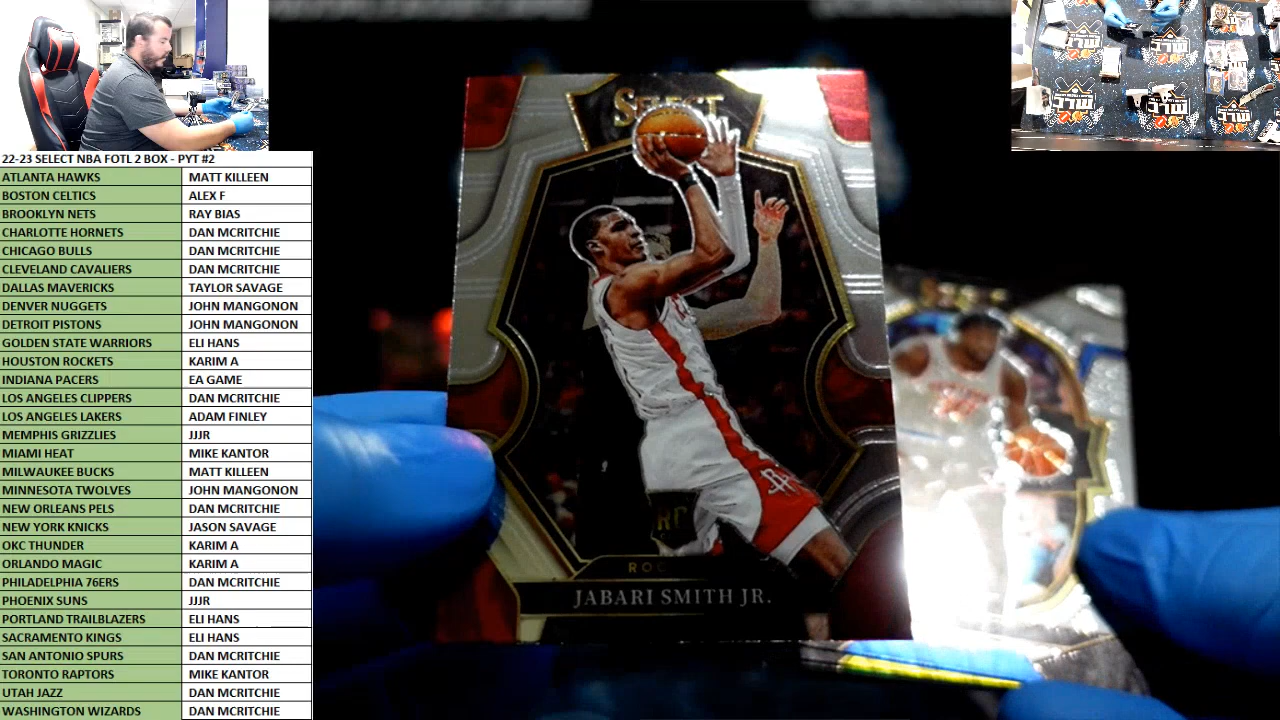 22-23 SELECT NBA FOTL 2 BOX - PYT #2
ATLANTA HAWKS MATT KILLEEN
BOSTON CELTICS ALEX F
BROOKLYN NETS RAY BIAS
CHARLOTTE HORNETS DAN MCRITCHIE
CHICAGO BULLS DAN MCRITCHIE
CLEVELAND CAVALIERS DAN MCRITCHIE
DALLAS MAVERICKS TAYLOR SAVAGE
DENVER NUGGETS JOHN MANGONON
DETROIT PISTONS JOHN MANGONON
GOLDEN STATE WARRIORS ELI HANS
HOUSTON ROCKETS KARIM A
INDIANA PACERS EA GAME
LOS ANGELES CLIPPERS DAN MCRITCHIE
LOS ANGELES LAKERS ADAM FINLEY
MEMPHIS GRIZZLIES JJJR
MIAMI HEAT MIKE KANTOR
MILWAUKEE BUCKS MATT KILLEEN
MINNESOTA TWOLVES JOHN MANGONON
NEW ORLEANS PELS DAN MCRITCHIE
NEW YORK KNICKS JASON SAVAGE
OKC THUNDER KARIM A
ORLANDO MAGIC KARIM A
PHILADELPHIA 76ERS DAN MCRITCHIE
PHOENIX SUNS JJJR
PORTLAND TRAILBLAZERS ELI HANS
SACRAMENTO KINGS ELI HANS
SAN ANTONIO SPURS DAN MCRITCHIE
TORONTO RAPTORS MIKE KANTOR
UTAH JAZZ DAN MCRITCHIE
WASHINGTON WIZARDS DAN MCRITCHIE
SELECT
RC
JABARI SMITH JR.